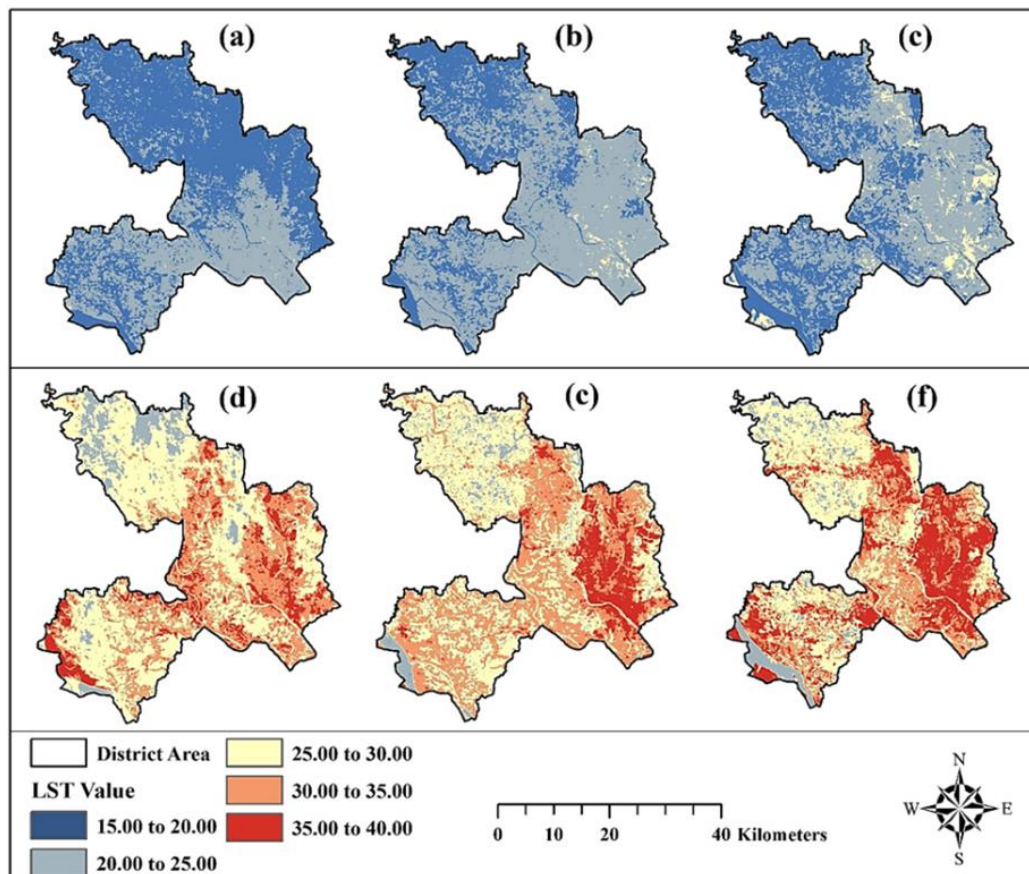 (a) (b) (c)
(d) (e) (f)
District Area
LST Value
15.00 to 20.00
20.00 to 25.00
25.00 to 30.00
30.00 to 35.00
35.00 to 40.00
0 20 40 Kilometers
N
W E
S